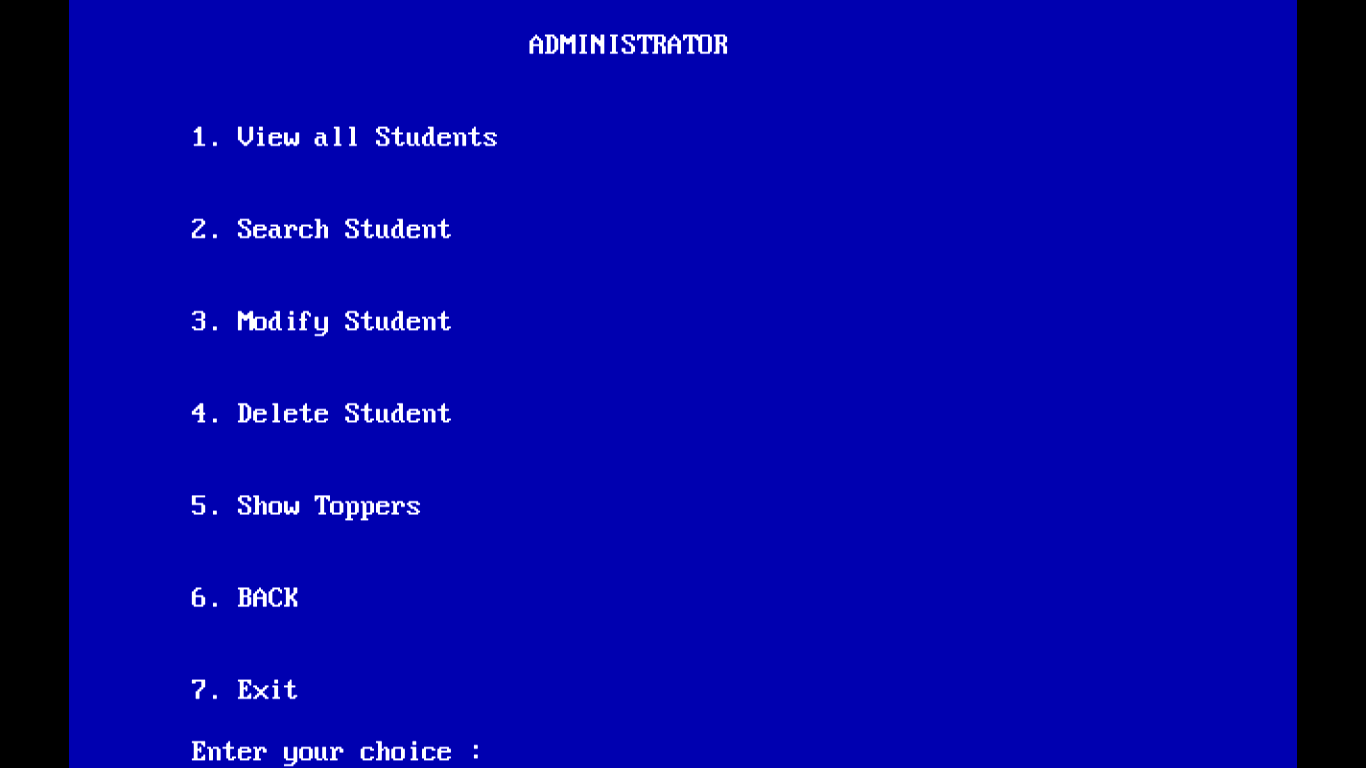 ADMINISTRATOR
1. View all Students
2. Search Student
3. Modify Student
4. Delete Student
5. Show Toppers
6. BACK
7. Exit
Enter your choice :